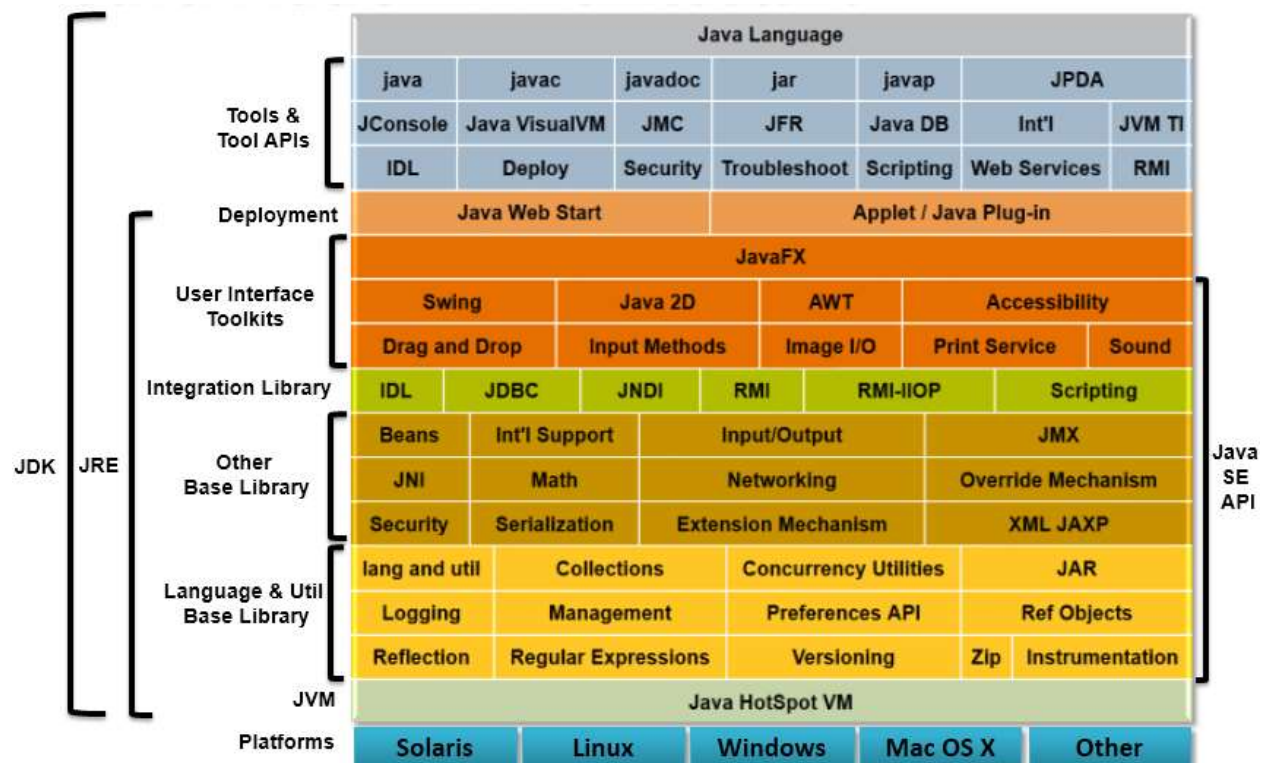 Java Language
Tools &
Tool APIs
java javac javadoc jar javap JPDA
JConsole Java VisualVM JMC JFR Java DB Int'l JVM TI
IDL Deploy Security Troubleshoot Scripting Web Services RMI
Deployment Java Web Start Applet / Java Plug-in
User Interface
Toolkits
JavaFX
Swing Java 2D AWT Accessibility
Drag and Drop Input Methods Image I/O Print Service Sound
Integration Library IDL JDBC JNDI RMI RMI-IIOP Scripting
JDK JRE
Other
Base Library
Beans Int'l Support Input/Output JMX
JNI Math Networking Override Mechanism
Security Serialization Extension Mechanism XML JAXP
Java
SE
API
Language & Util
Base Library
lang and util Collections Concurrency Utilities JAR
Logging Management Preferences API Ref Objects
Reflection Regular Expressions Versioning Zip Instrumentation
JVM Java HotSpot VM
Platforms Solaris Linux Windows Mac OS X Other